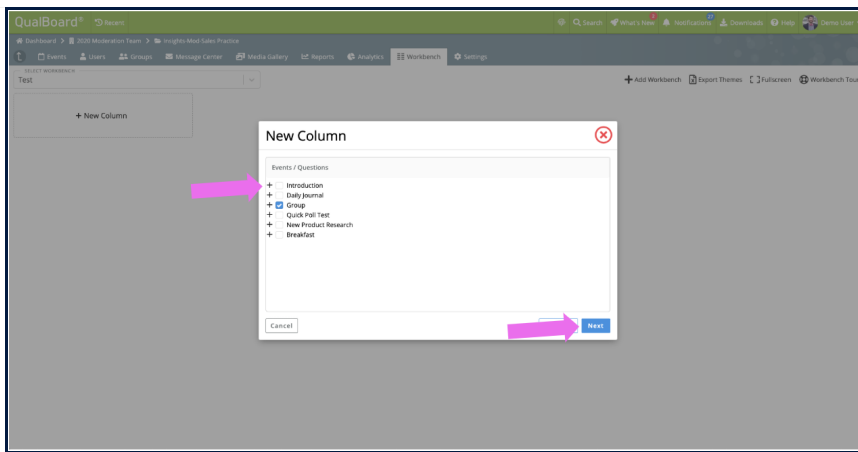 QualBoard® Recent Search What's New Notifications 27 Downloads Help Demo User
Dashboard > 2020 Moderation Team > Insights-Mod-Sales Practice
Events Users Groups Message Center Media Gallery Reports Analytics Workbench Settings
SELECT WORKBENCH
Test
Add Workbench Export Themes Fullscreen Workbench Tour
+ New Column
New Column
Events / Questions
+ Introduction
+ Daily Journal
+ Group
+ Quick Poll Test
+ New Product Research
+ Breakfast
Cancel Next